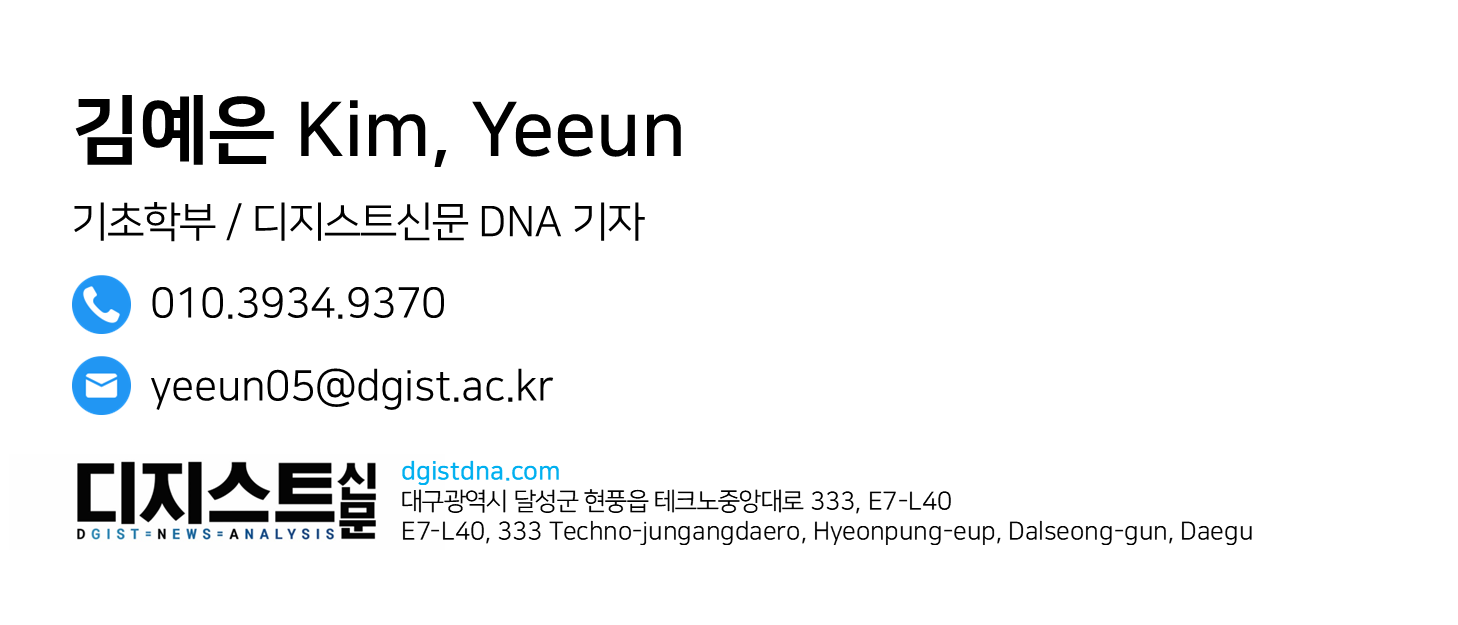 김예은 Kim, Yeeun
기초학부 / 디지스트신문 DNA 기자
010.3934.9370
yeeun05@dgist.ac.kr
디지스트신문
DGIST=NEWS=ANALYSIS
dgistdna.com
대구광역시 달성군 현풍읍 테크노중앙대로 333, E7-L40
E7-L40, 333 Techno-jungangdaero, Hyeonpung-eup, Dalseong-gun, Daegu